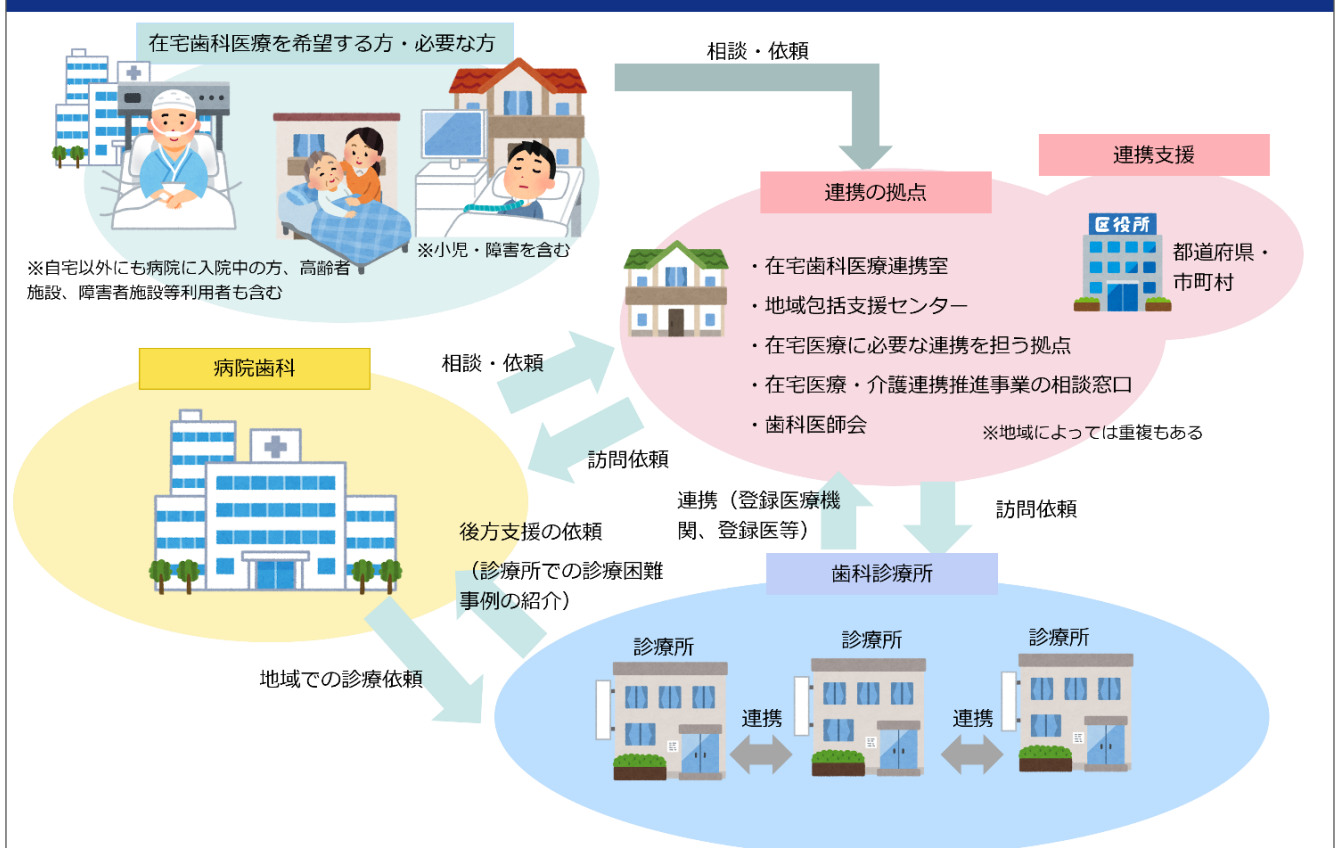 在宅歯科医療を希望する方・必要な方
※小児・障害を含む
※自宅以外にも病院に入院中の方、高齢者
施設、障害者施設等利用者も含む
相談・依頼
連携支援
区役所
都道府県・
市町村
連携の拠点
・在宅歯科医療連携室
・地域包括支援センター
・在宅医療に必要な連携を担う拠点
・在宅医療・介護連携推進事業の相談窓口
・歯科医師会
※地域によっては重複もある
病院歯科
相談・依頼
訪問依頼
後方支援の依頼
（診療所での診療困難
事例の紹介）
地域での診療依頼
連携（登録医療機
関、登録医等）
訪問依頼
歯科診療所
診療所
診療所
診療所
連携
連携